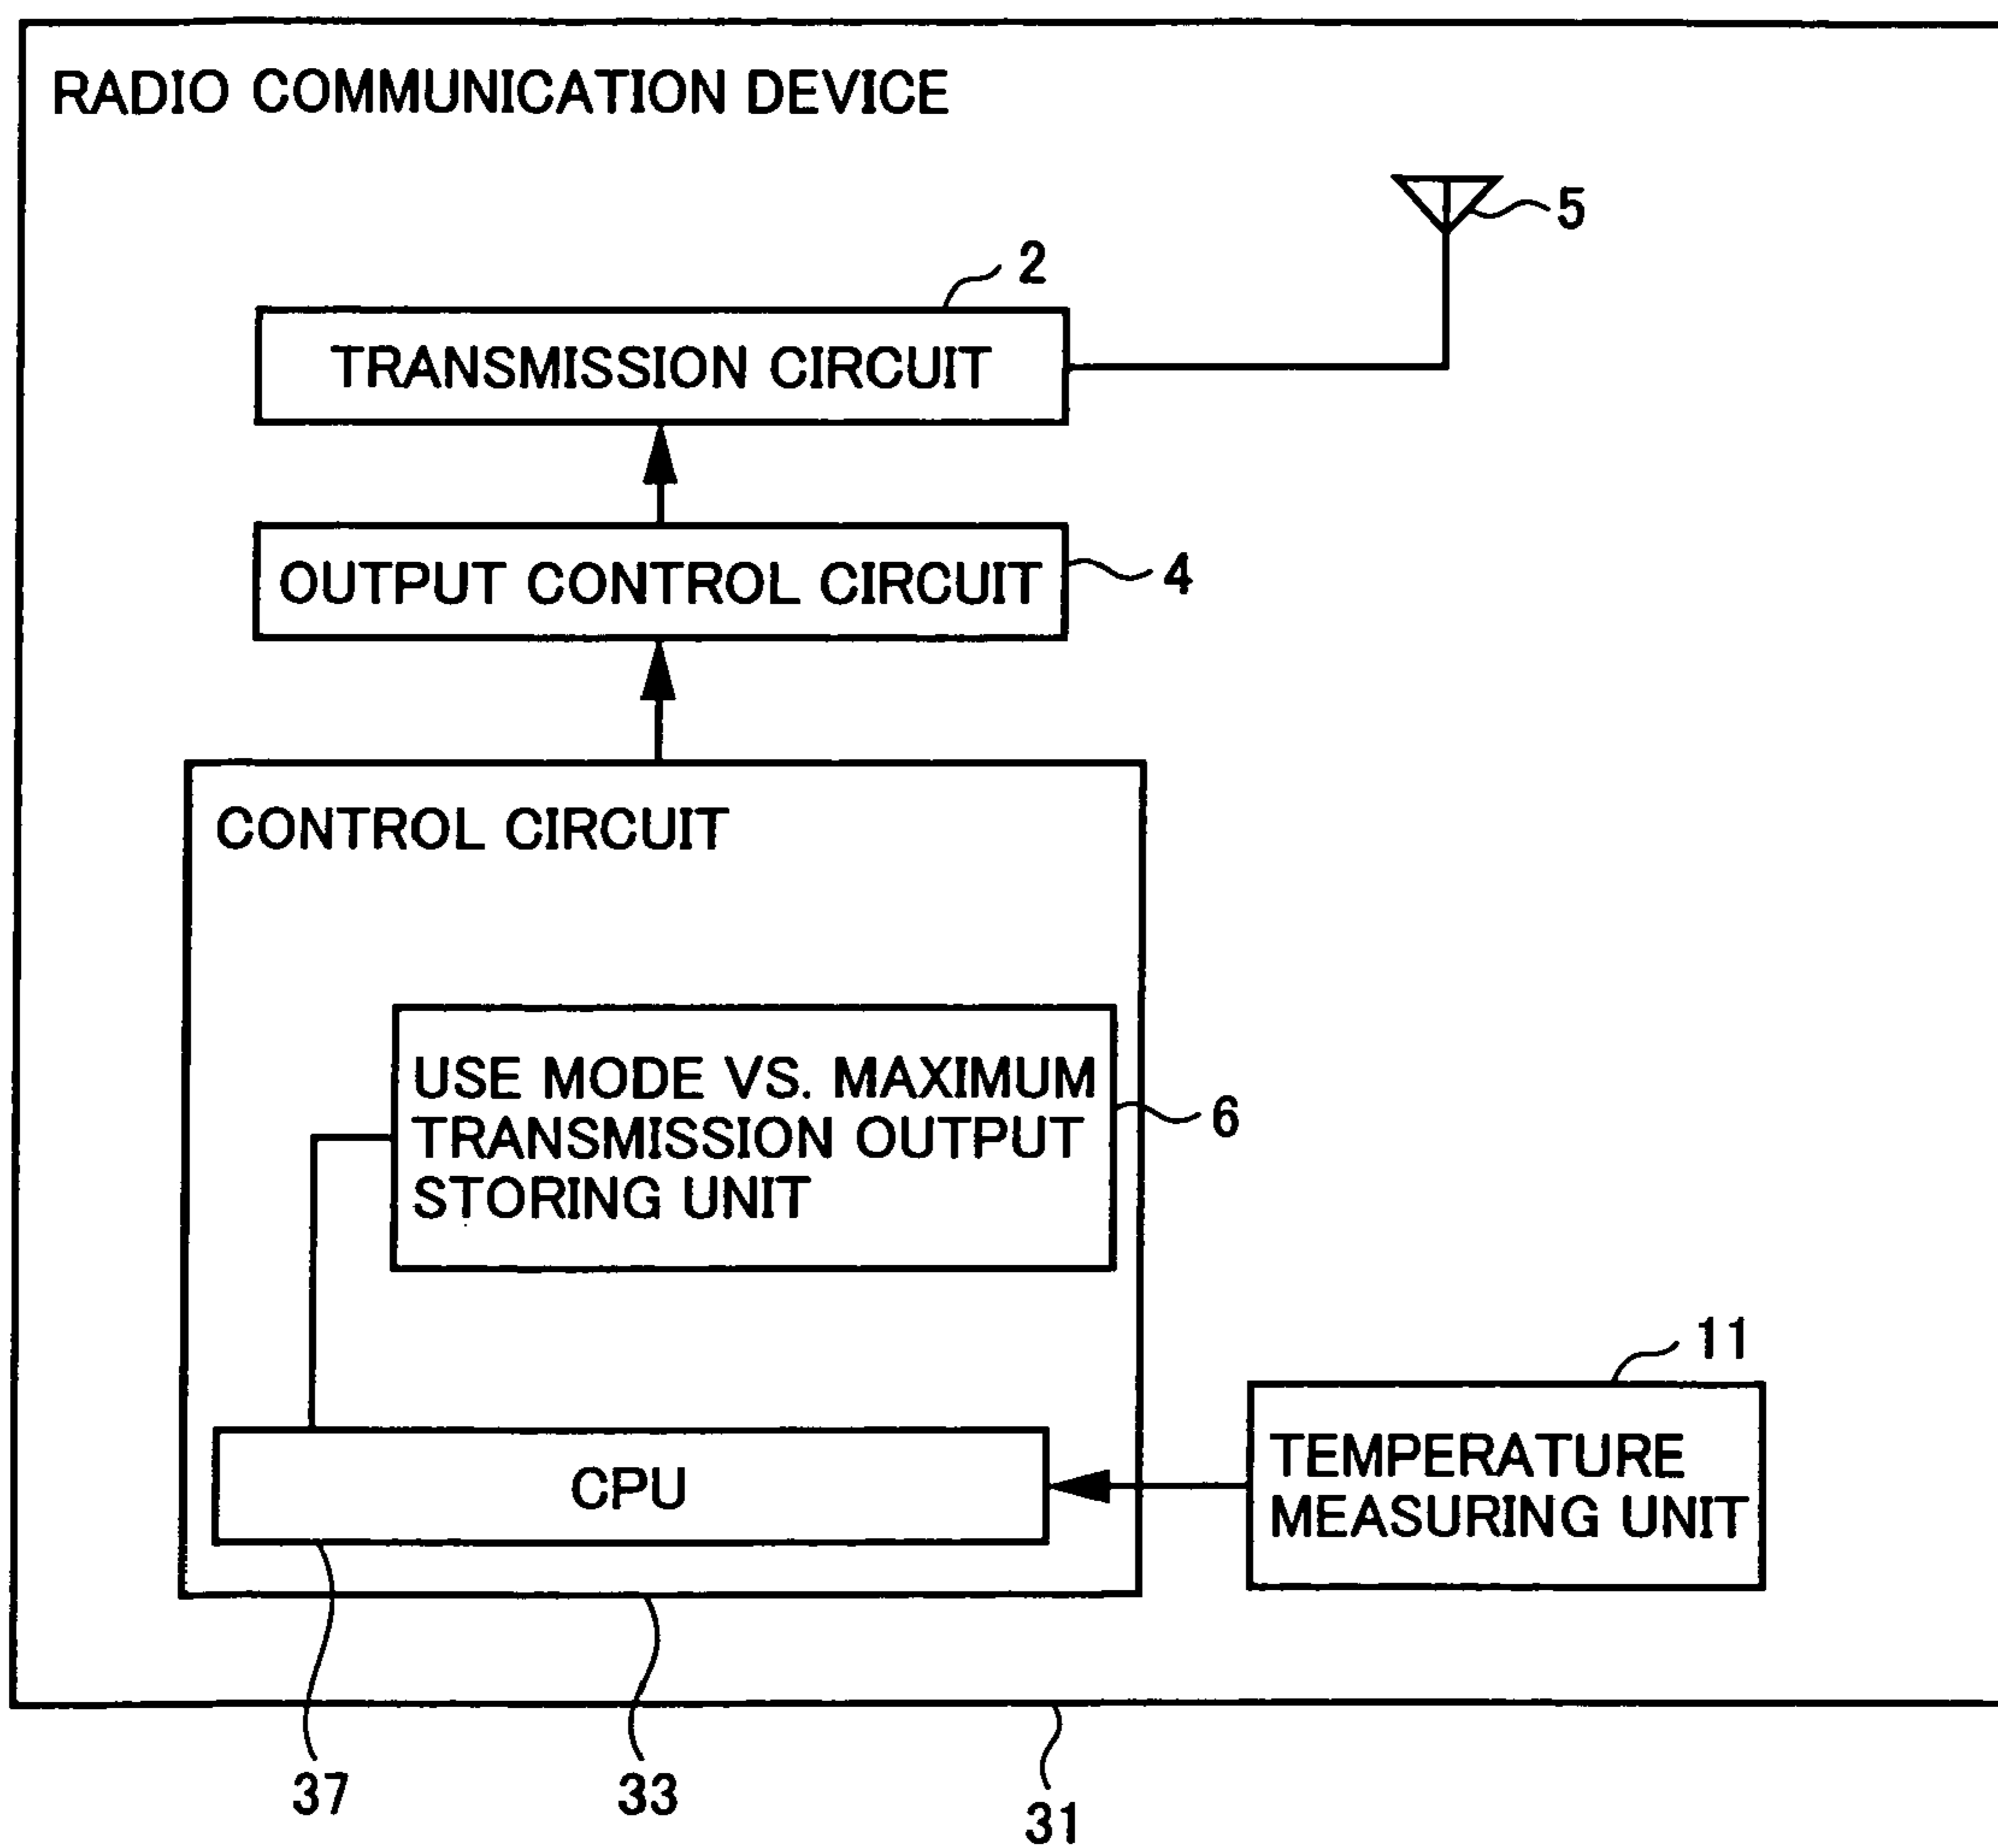 RADIO COMMUNICATION DEVICE
5
2
TRANSMISSION CIRCUIT
OUTPUT CONTROL CIRCUIT
4
CONTROL CIRCUIT
USE MODE VS. MAXIMUM
TRANSMISSION OUTPUT
STORING UNIT
6
11
TEMPERATURE
MEASURING UNIT
CPU
37
33
31